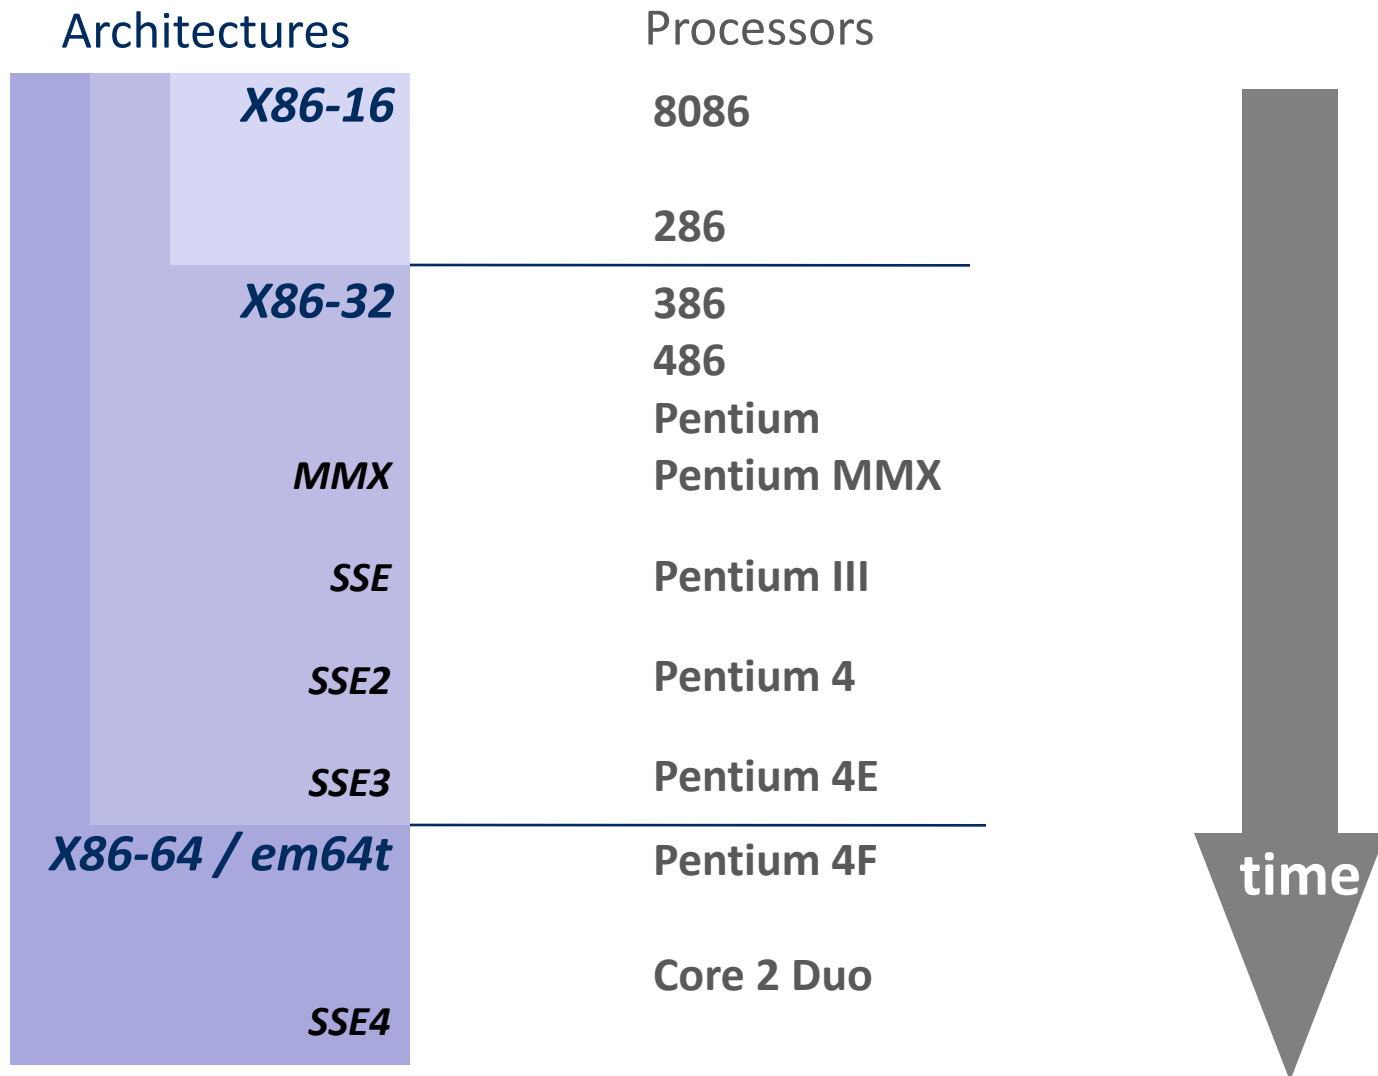 Architectures
Processors
X86-16
8086
286
X86-32
386
486
Pentium
MMX
Pentium MMX
SSE
Pentium III
SSE2
Pentium 4
SSE3
Pentium 4E
X86-64 / em64t
Pentium 4F
time
Core 2 Duo
SSE4